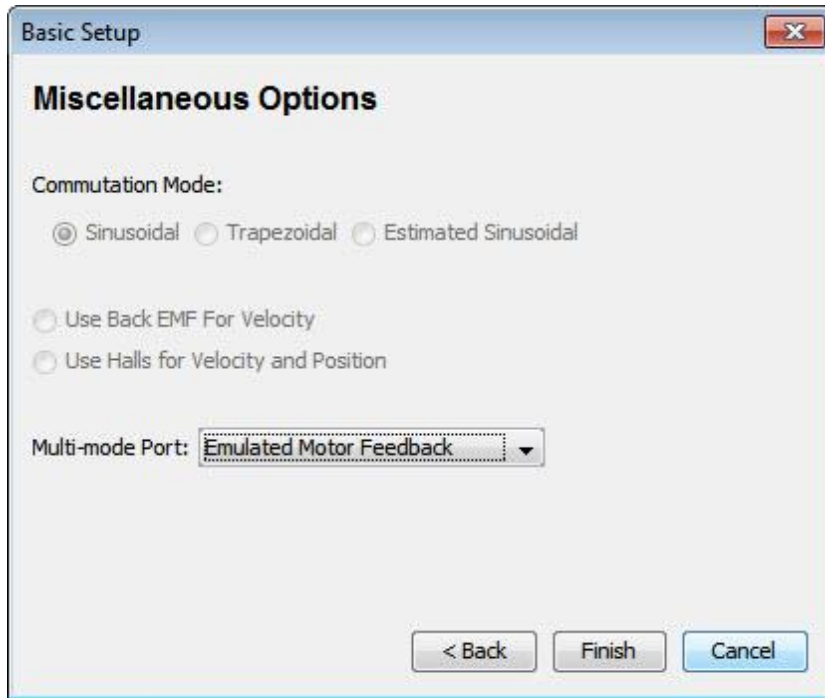 Basic Setup
Miscellaneous Options
Commutation Mode:
Sinusoidal Trapezoidal Estimated Sinusoidal
Use Back EMF For Velocity
Use Halls for Velocity and Position
Multi-mode Port: Emulated Motor Feedback
< Back Finish Cancel